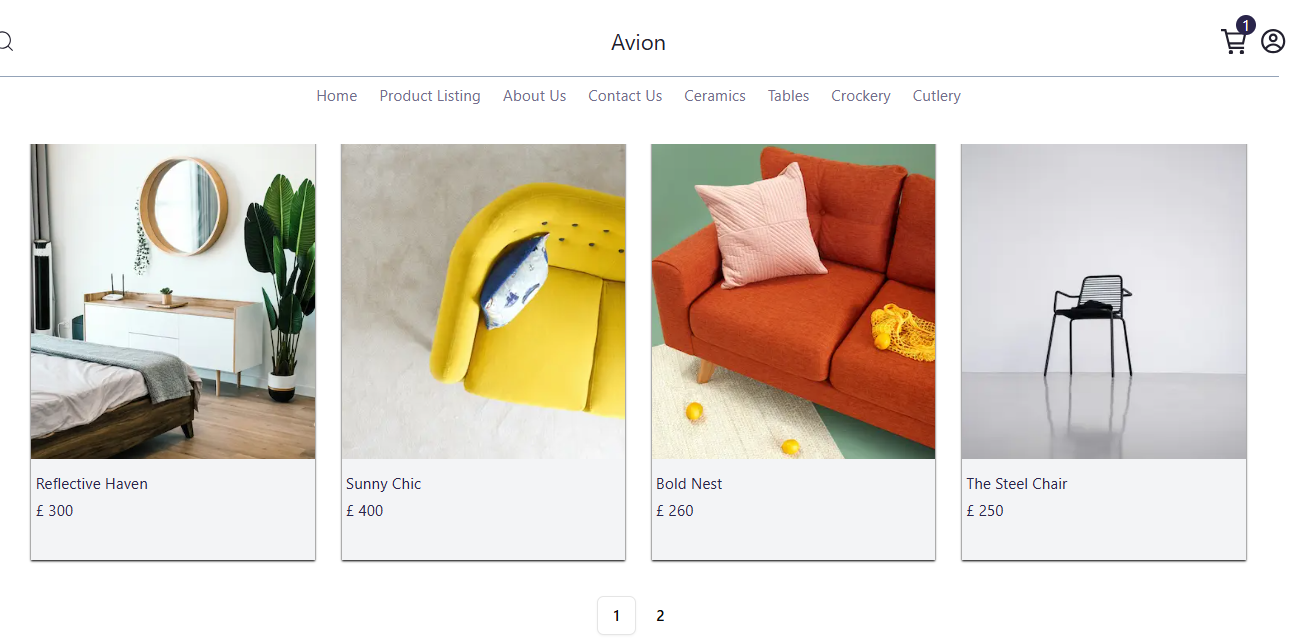 1
Avion
Home Product Listing About Us Contact Us Ceramics Tables Crockery Cutlery
Reflective Haven
£ 300
Sunny Chic
£ 400
Bold Nest
£ 260
The Steel Chair
£ 250
1 2